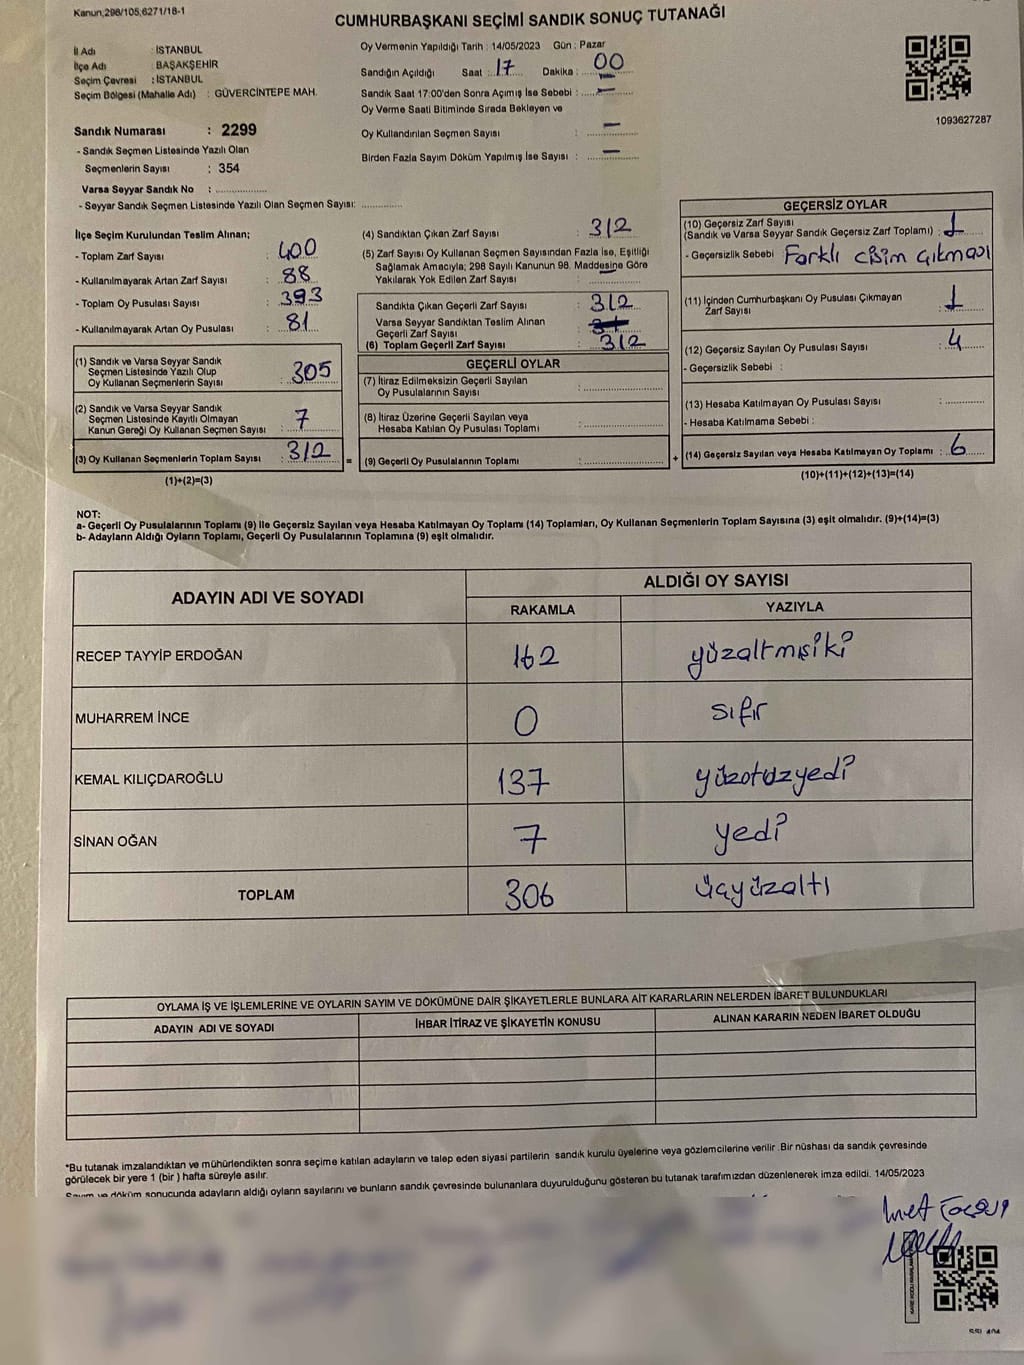 Kanun;298/105;6271/18-1
CUMHURBAŞKANI SEÇİMİ SANDIK SONUÇ TUTANAĞI
İl Adı : İSTANBUL
İlçe Adı : BAŞAKŞEHİR
Seçim Çevresi : İSTANBUL
Seçim Bölgesi (Mahalle Adı) : GÜVERCİNTEPE MAH.
Sandık Numarası : 2299
- Sandık Seçmen Listesinde Yazılı Olan
Seçmenlerin Sayısı : 354
Varsa Seyyar Sandık No : ..................
- Seyyar Sandık Seçmen Listesinde Yazılı Olan Seçmen Sayısı: ..............
Oy Vermenin Yapıldığı Tarih : 14/05/2023 Gün : Pazar
Sandığın Açıldığı Saat : 17 Dakika : 00
Sandık Saat 17:00'den Sonra Açımış İse Sebebi : —
Oy Verme Saati Bitiminde Sırada Bekleyen ve
Oy Kullandırılan Seçmen Sayısı : —
Birden Fazla Sayım Döküm Yapılmış İse Sayısı : —
1093627287
İlçe Seçim Kurulundan Teslim Alınan;
- Toplam Zarf Sayısı : 400
- Kullanılmayarak Artan Zarf Sayısı : 88
- Toplam Oy Pusulası Sayısı : 393
- Kullanılmayarak Artan Oy Pusulası : 81
(1) Sandık ve Varsa Seyyar Sandık
Seçmen Listesinde Yazılı Olup
Oy Kullanan Seçmenlerin Sayısı : 305
(2) Sandık ve Varsa Seyyar Sandık
Seçmen Listesinde Kayıtlı Olmayan
Kanun Gereği Oy Kullanan Seçmen Sayısı : 7
(3) Oy Kullanan Seçmenlerin Toplam Sayısı : 312
(1)+(2)=(3)
(4) Sandıktan Çıkan Zarf Sayısı : 312
(5) Zarf Sayısı Oy Kullanan Seçmen Sayısından Fazla İse, Eşitliği
Sağlamak Amacıyla; 298 Sayılı Kanunun 98. Maddesine Göre
Yakılarak Yok Edilen Zarf Sayısı : ..............
Sandıkta Çıkan Geçerli Zarf Sayısı : 312
Varsa Seyyar Sandıktan Teslim Alınan
Geçerli Zarf Sayısı :
(6) Toplam Geçerli Zarf Sayısı : 312
GEÇERLİ OYLAR
(7) İtiraz Edilmeksizin Geçerli Sayılan
Oy Pusulalarının Sayısı : ..............
(8) İtiraz Üzerine Geçerli Sayılan veya
Hesaba Katılan Oy Pusulası Toplamı : ..............
= (9) Geçerli Oy Pusulalarının Toplamı : ..............
GEÇERSİZ OYLAR
(10) Geçersiz Zarf Sayısı
(Sandık ve Varsa Seyyar Sandık Geçersiz Zarf Toplamı) : 1
- Geçersizlik Sebebi : Farklı cisim çıkması
(11) İçinden Cumhurbaşkanı Oy Pusulası Çıkmayan
Zarf Sayısı : 1
(12) Geçersiz Sayılan Oy Pusulası Sayısı : 4
- Geçersizlik Sebebi :
(13) Hesaba Katılmayan Oy Pusulası Sayısı : ..............
- Hesaba Katılmama Sebebi :
+ (14) Geçersiz Sayılan veya Hesaba Katılmayan Oy Toplamı : 6
(10)+(11)+(12)+(13)=(14)
NOT:
a- Geçerli Oy Pusulalarının Toplamı (9) ile Geçersiz Sayılan veya Hesaba Katılmayan Oy Toplamı (14) Toplamları, Oy Kullanan Seçmenlerin Toplam Sayısına (3) eşit olmalıdır. (9)+(14)=(3)
b- Adayların Aldığı Oyların Toplamı, Geçerli Oy Pusulalarının Toplamına (9) eşit olmalıdır.
ADAYIN ADI VE SOYADI ALDIĞI OY SAYISI
RAKAMLA YAZIYLA
RECEP TAYYİP ERDOĞAN 162 yüzaltmışiki
MUHARREM İNCE 0 sıfır
KEMAL KILIÇDAROĞLU 137 yüzotuzyedi
SİNAN OĞAN 7 yedi
TOPLAM 306 üçyüzaltı
OYLAMA İŞ VE İŞLEMLERİNE VE OYLARIN SAYIM VE DÖKÜMÜNE DAİR ŞİKAYETLERLE BUNLARA AİT KARARLARIN NELERDEN İBARET BULUNDUKLARI
ADAYIN ADI VE SOYADI İHBAR İTİRAZ VE ŞİKAYETİN KONUSU ALINAN KARARIN NEDEN İBARET OLDUĞU
*Bu tutanak imzalandıktan ve mühürlendikten sonra seçime katılan adayların ve talep eden siyasi partilerin sandık kurulu üyelerine veya gözlemcilerine verilir. Bir nüshası da sandık çevresinde
görülecek bir yere 1 (bir) hafta süreyle asılır.
Sayım ve döküm sonucunda adayların aldığı oyların sayılarını ve bunların sandık çevresinde bulunanlara duyurulduğunu gösteren bu tutanak tarafımızdan düzenlenerek imza edildi. 14/05/2023